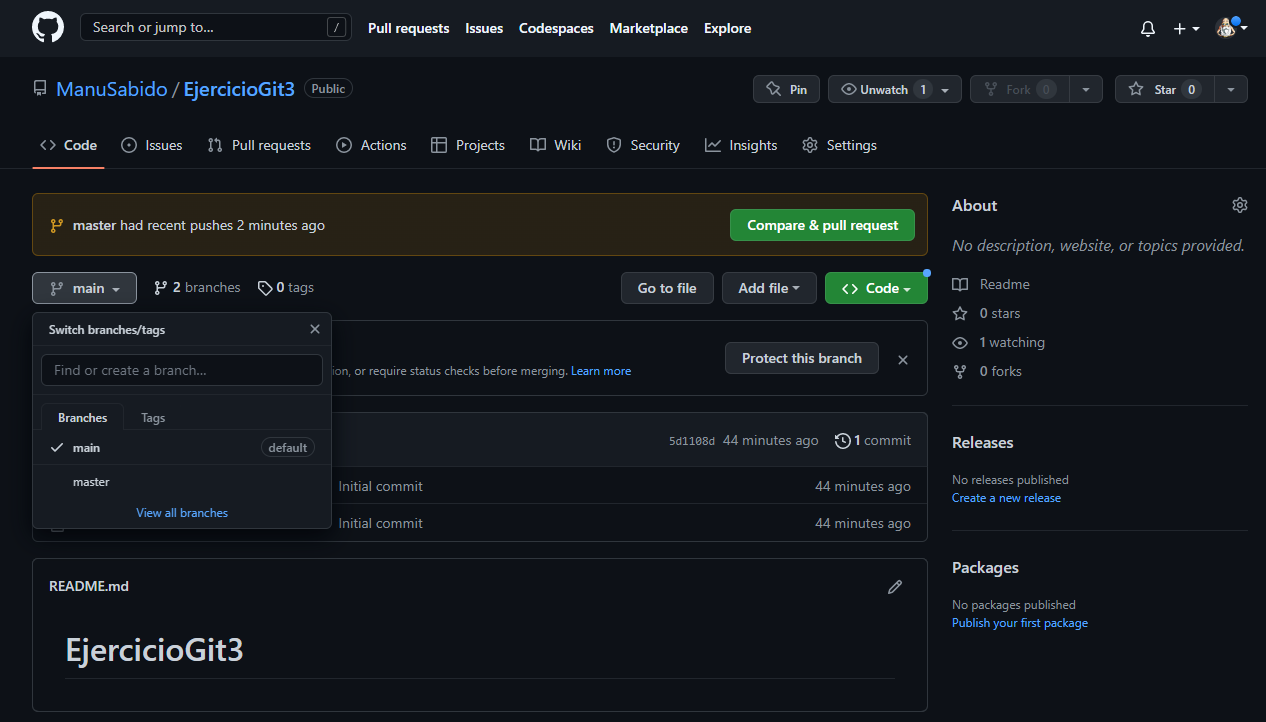 Search or jump to... /
Pull requests Issues Codespaces Marketplace Explore
ManuSabido / EjercicioGit3 Public
Pin Unwatch 1 Fork 0 Star 0
Code Issues Pull requests Actions Projects Wiki Security Insights Settings
master had recent pushes 2 minutes ago
Compare & pull request
main 2 branches 0 tags
Go to file Add file Code
Switch branches/tags
Find or create a branch...
Branches Tags
main default
master
View all branches
Protect this branch
or require status checks before merging. Learn more
5d1108d 44 minutes ago 1 commit
Initial commit 44 minutes ago
Initial commit 44 minutes ago
README.md
EjercicioGit3
About
No description, website, or topics provided.
Readme
0 stars
1 watching
0 forks
Releases
No releases published
Create a new release
Packages
No packages published
Publish your first package